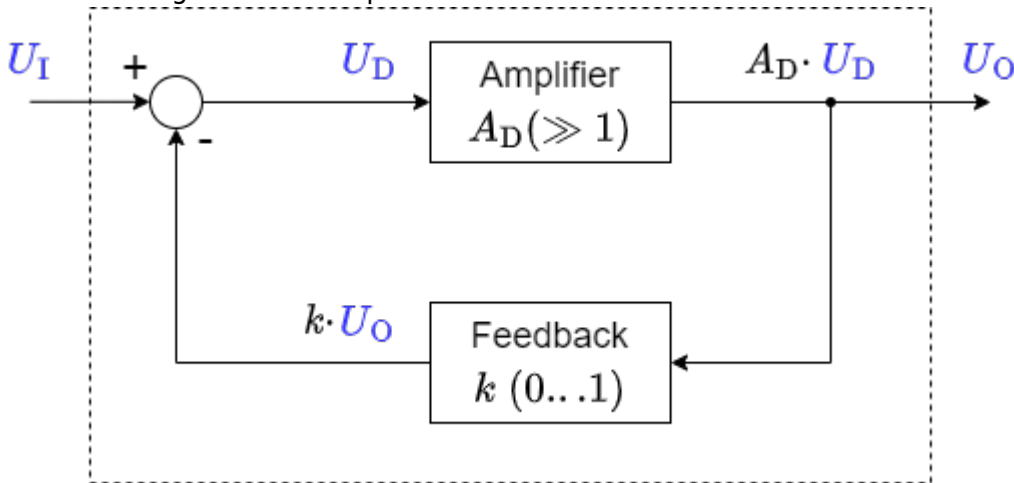 U_I
+
-
U_D
Amplifier
A_D(≫ 1)
A_D· U_D
U_O
k·U_O
Feedback
k (0...1)